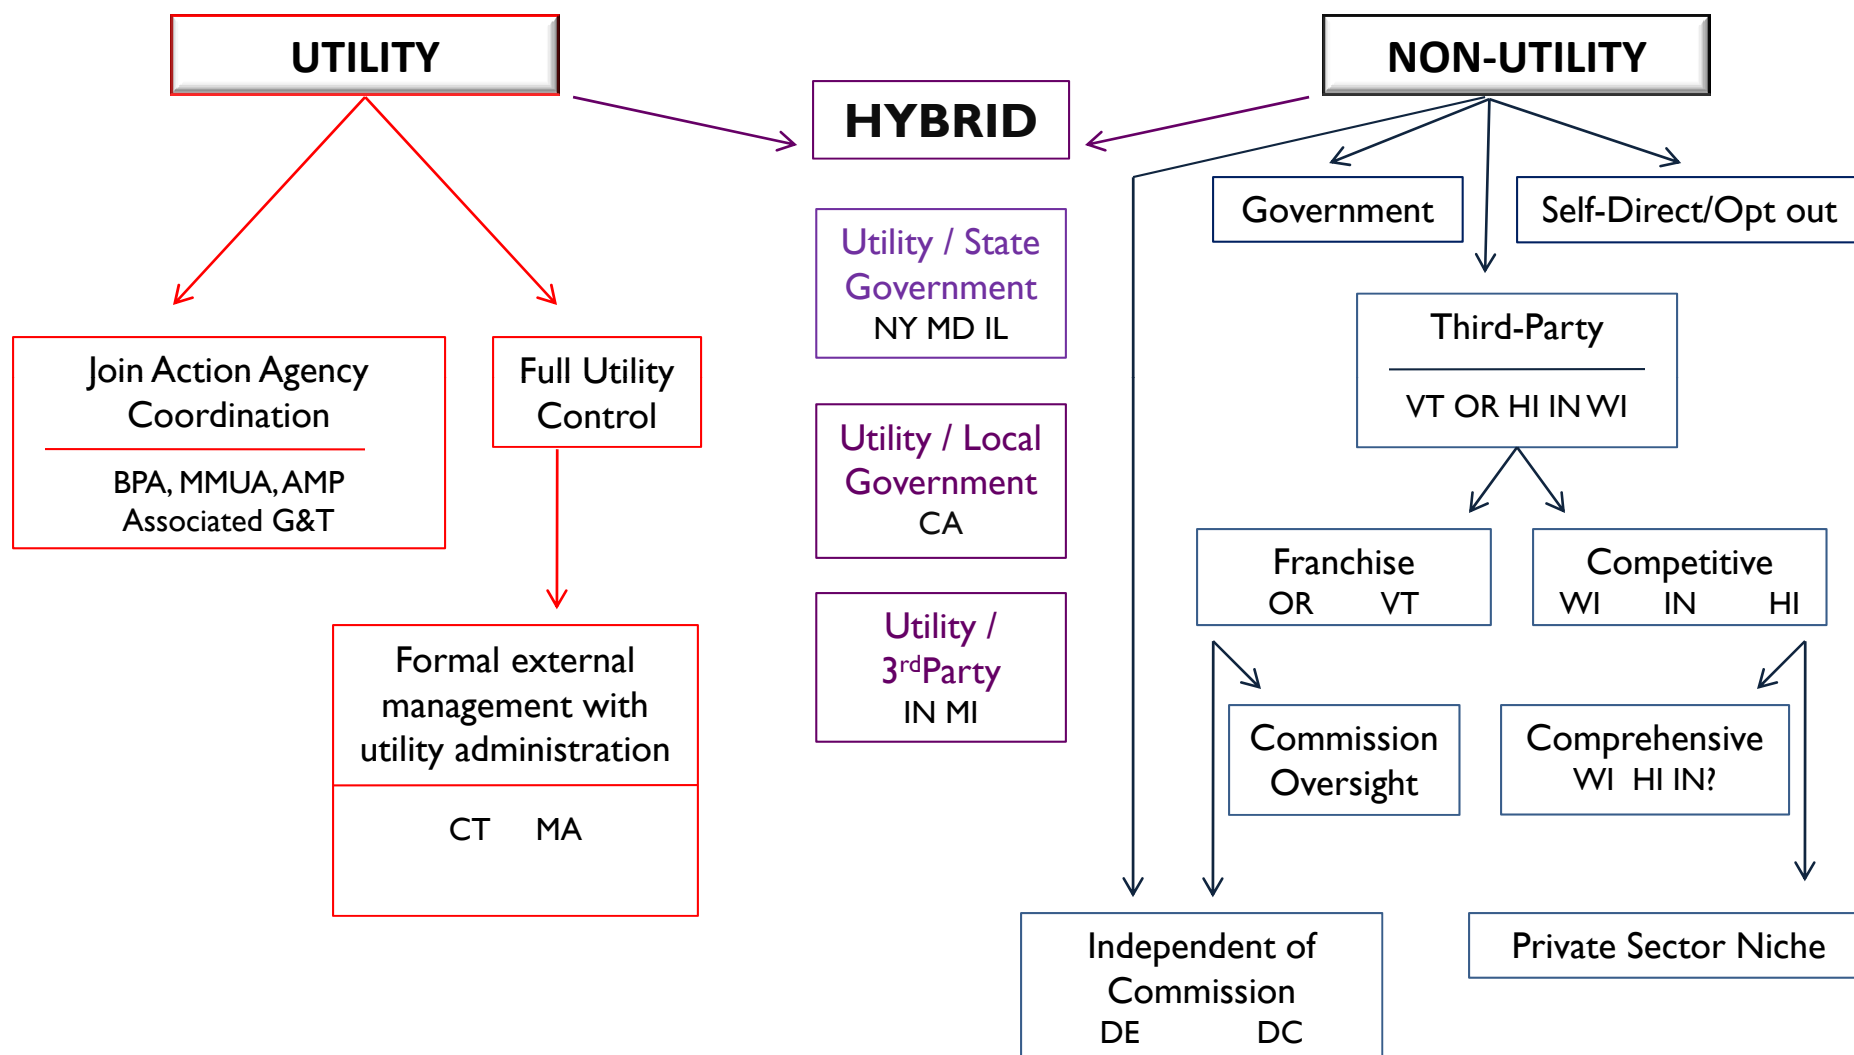 UTILITY
NON-UTILITY
HYBRID
Government
Self-Direct/Opt out
Utility / State
Government
NY MD IL
Third-Party
VT OR HI IN WI
Join Action Agency
Coordination
BPA, MMUA, AMP
Associated G&T
Full Utility
Control
Utility / Local
Government
CA
Franchise
OR VT
Competitive
WI IN HI
Utility /
3rdParty
IN MI
Formal external
management with
utility administration
CT MA
Commission
Oversight
Comprehensive
WI HI IN?
Independent of
Commission
DE DC
Private Sector Niche